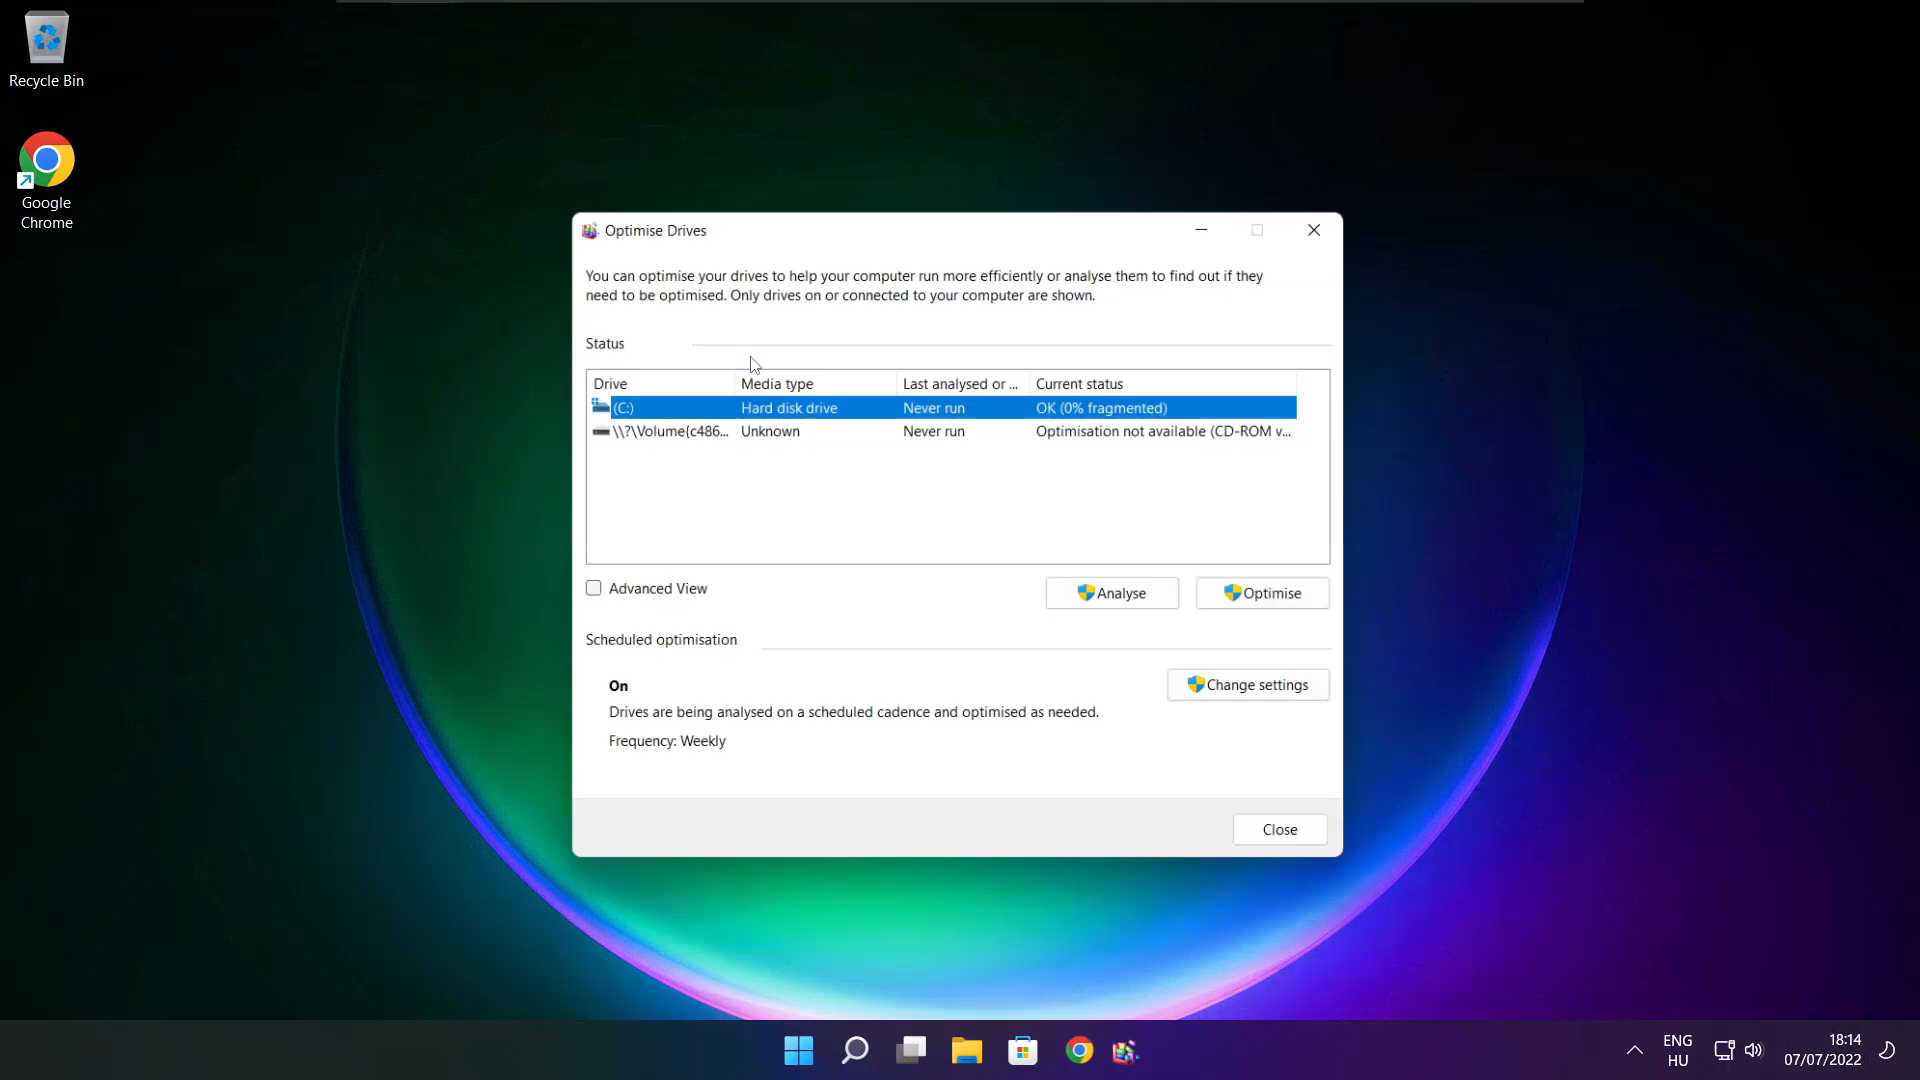 Recycle Bin
Google
Chrome
Optimise Drives
You can optimise your drives to help your computer run more efficiently or analyse them to find out if they
need to be optimised. Only drives on or connected to your computer are shown.
Status
Drive Media type Last analysed or ... Current status
(C:) Hard disk drive Never run OK (0% fragmented)
\\?\Volume{c486... Unknown Never run Optimisation not available (CD-ROM v...
Advanced View
Analyse
Optimise
Scheduled optimisation
On
Change settings
Drives are being analysed on a scheduled cadence and optimised as needed.
Frequency: Weekly
Close
ENG
HU
18:14
07/07/2022